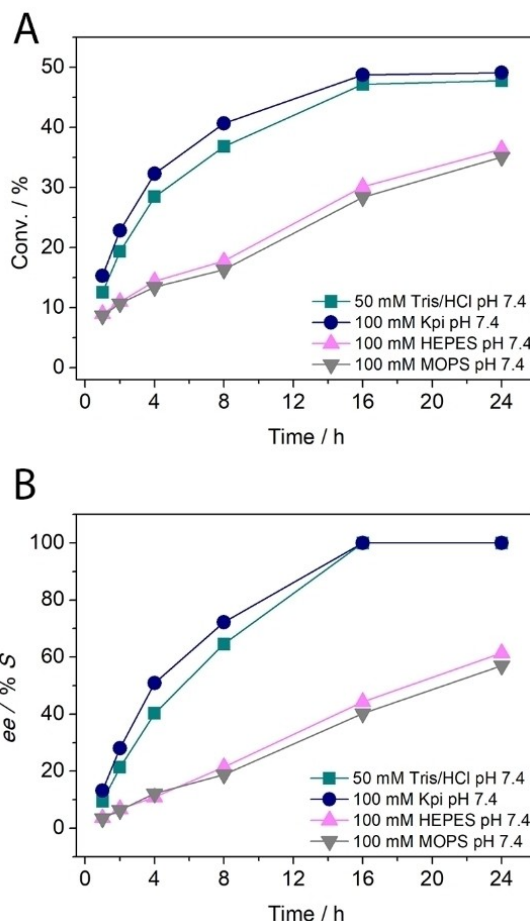 A
50
40
30
20
10
0
Conv. / %
50 mM Tris/HCl pH 7.4
100 mM Kpi pH 7.4
100 mM HEPES pH 7.4
100 mM MOPS pH 7.4
0 4 8 12 16 20 24
Time / h
B
100
80
60
40
20
0
ee / % S
50 mM Tris/HCl pH 7.4
100 mM Kpi pH 7.4
100 mM HEPES pH 7.4
100 mM MOPS pH 7.4
0 4 8 12 16 20 24
Time / h